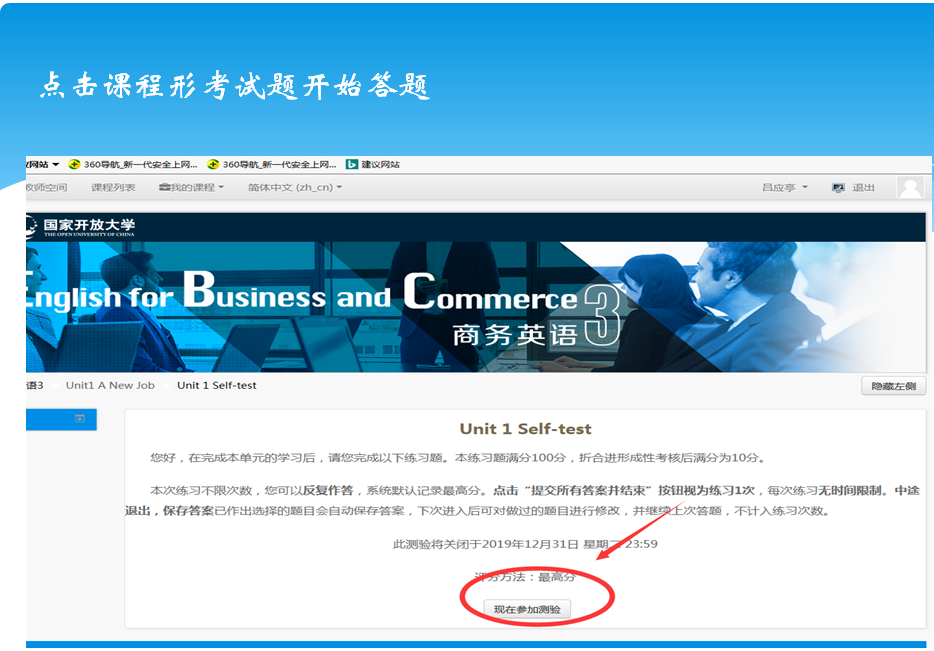 点击课程形考试题开始答题
议网站 360导航_新一代安全上网... 360导航_新一代安全上网... 建议网站
教师空间 课程列表 我的课程 简体中文 (zh_cn) 吕应亭 退出
国家开放大学
THE OPEN UNIVERSITY OF CHINA
English for Business and Commerce 3
商务英语
语3 Unit1 A New Job Unit 1 Self-test 隐藏左侧
Unit 1 Self-test
您好，在完成本单元的学习后，请您完成以下练习题。本练习题满分100分，折合进形成性考核后满分为10分。
本次练习不限次数，您可以反复作答，系统默认记录最高分。点击“提交所有答案并结束”按钮视为练习1次，每次练习无时间限制。中途
退出，保存答案已作出选择的题目会自动保存答案，下次进入后可对做过的题目进行修改，并继续上次答题，不计入练习次数。
此测验将关闭于2019年12月31日 星期二 23:59
评分方法：最高分
现在参加测验